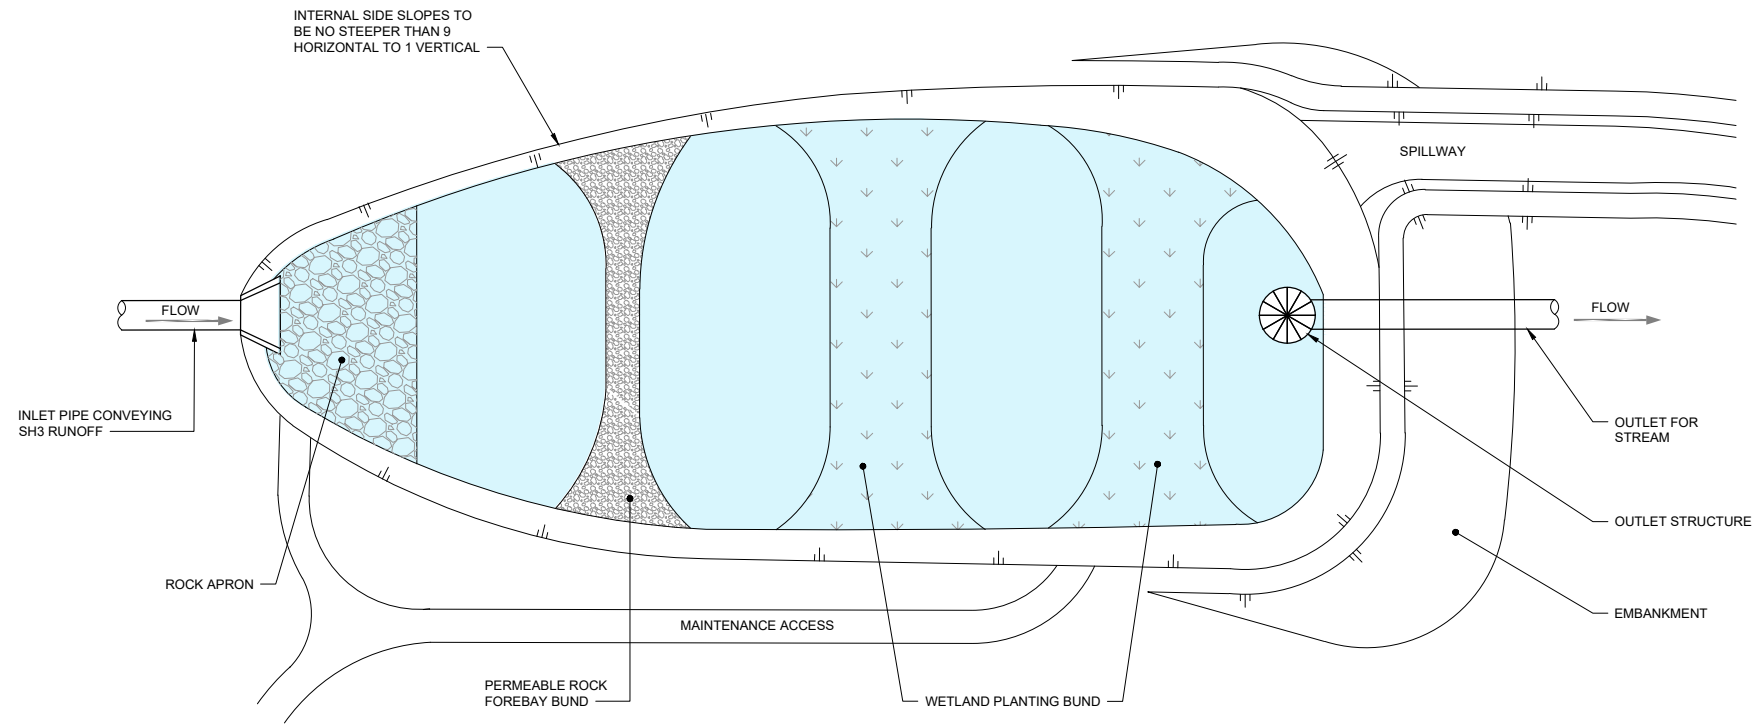 INTERNAL SIDE SLOPES TO
BE NO STEEPER THAN 9
HORIZONTAL TO 1 VERTICAL
SPILLWAY
FLOW
FLOW
INLET PIPE CONVEYING
SH3 RUNOFF
OUTLET FOR
STREAM
OUTLET STRUCTURE
ROCK APRON
EMBANKMENT
MAINTENANCE ACCESS
PERMEABLE ROCK
FOREBAY BUND
WETLAND PLANTING BUND